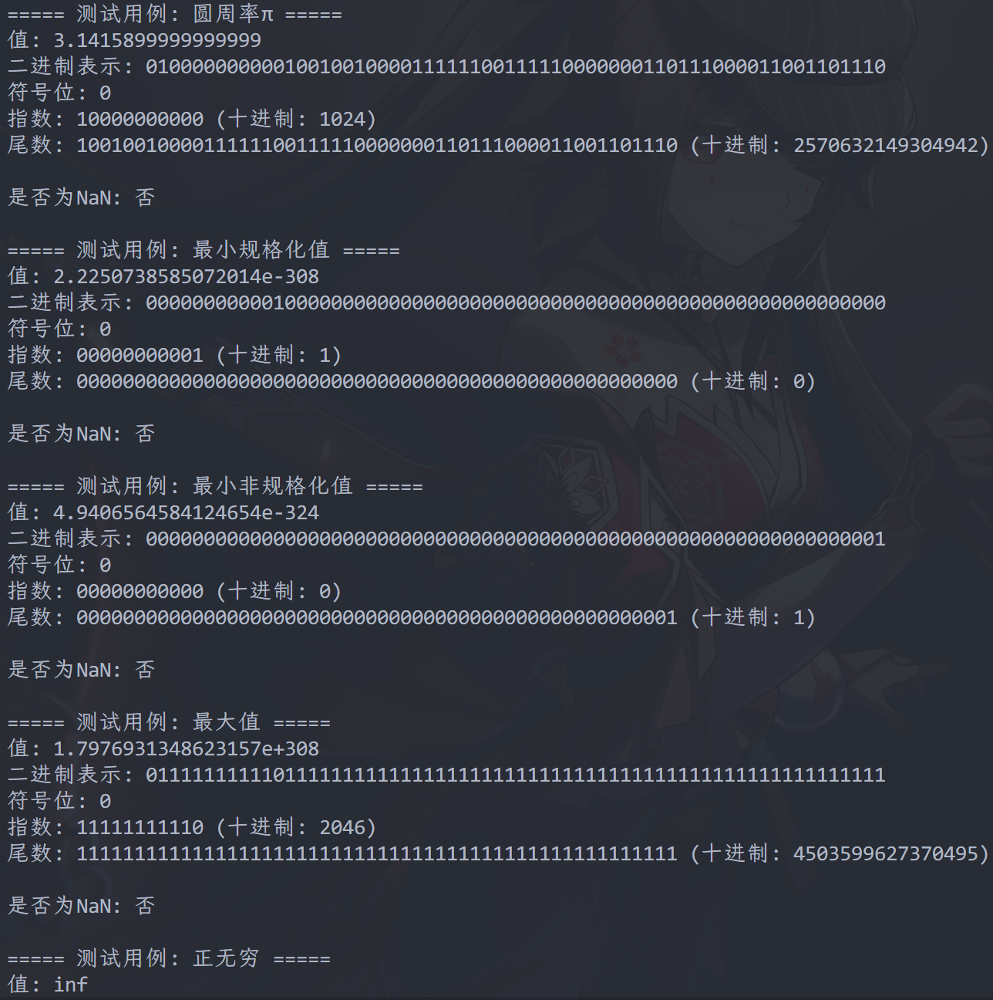 ===== 测试用例: 圆周率π =====
值: 3.1415899999999999
二进制表示: 0100000000001001001000011111100111110000000110111000011001101110
符号位: 0
指数: 10000000000 (十进制: 1024)
尾数: 1001001000011111100111110000000110111000011001101110 (十进制: 2570632149304942)
是否为NaN: 否
===== 测试用例: 最小规格化值 =====
值: 2.2250738585072014e-308
二进制表示: 0000000000010000000000000000000000000000000000000000000000000000
符号位: 0
指数: 00000000001 (十进制: 1)
尾数: 0000000000000000000000000000000000000000000000000000 (十进制: 0)
是否为NaN: 否
===== 测试用例: 最小非规格化值 =====
值: 4.9406564584124654e-324
二进制表示: 0000000000000000000000000000000000000000000000000000000000000001
符号位: 0
指数: 00000000000 (十进制: 0)
尾数: 0000000000000000000000000000000000000000000000000001 (十进制: 1)
是否为NaN: 否
===== 测试用例: 最大值 =====
值: 1.7976931348623157e+308
二进制表示: 0111111111101111111111111111111111111111111111111111111111111111
符号位: 0
指数: 11111111110 (十进制: 2046)
尾数: 1111111111111111111111111111111111111111111111111111 (十进制: 4503599627370495)
是否为NaN: 否
===== 测试用例: 正无穷 =====
值: inf